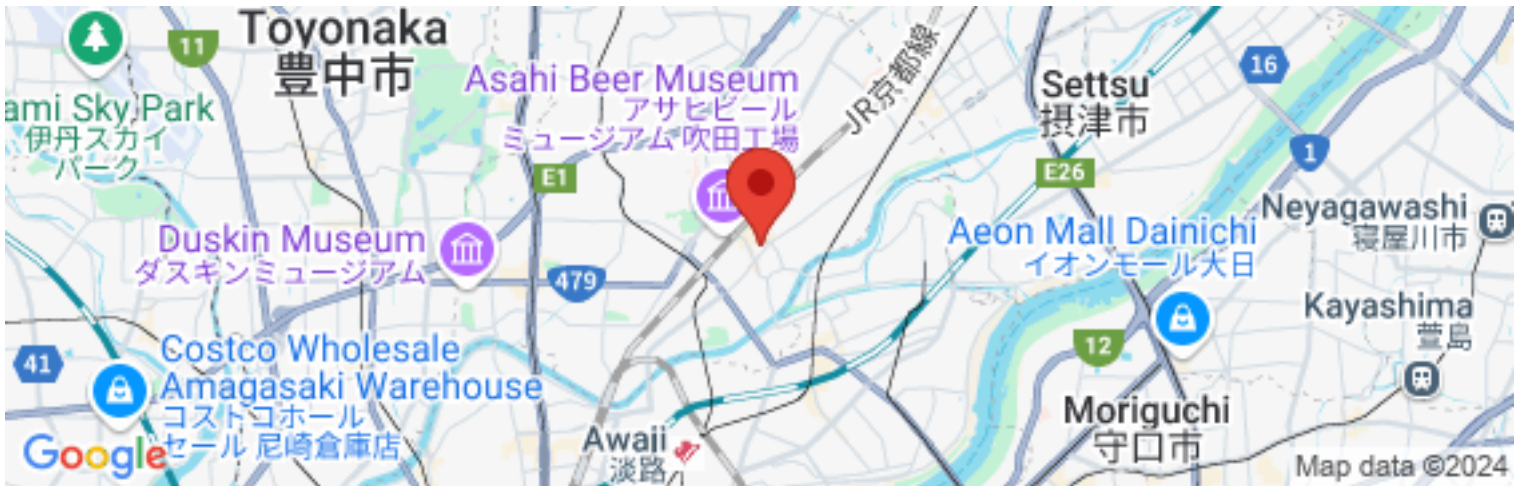 Toyonaka
豊中市
11
ami Sky Park
伊丹スカイ
パーク
Asahi Beer Museum
アサヒビール
ミュージアム 吹田工場
JR京都線
Settsu
摂津市
16
1
E1
E26
Duskin Museum
ダスキンミュージアム
479
Aeon Mall Dainichi
イオンモール大日
Neyagawashi
寝屋川市
Kayashima
萱島
41
Costco Wholesale
Amagasaki Warehouse
コストコホール
セール 尼崎倉庫店
12
Moriguchi
守口市
Awaji
淡路
Google
Map data ©2024